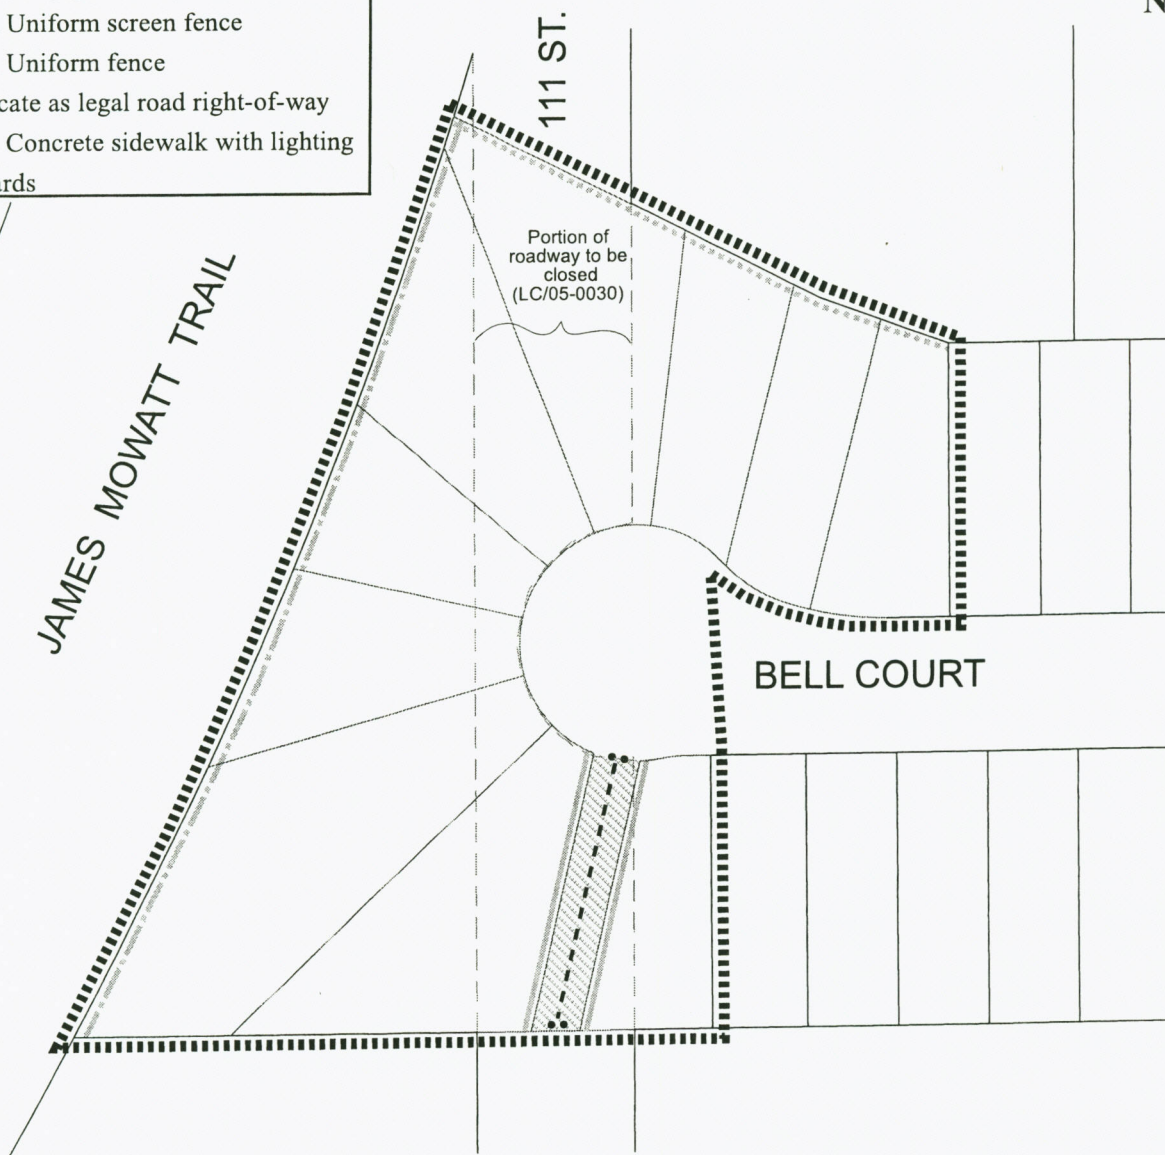 Uniform screen fence
Uniform fence
cate as legal road right-of-way
Concrete sidewalk with lighting
rds
N
111 ST.
Portion of
roadway to be
closed
(LC/05-0030)
JAMES MOWATT TRAIL
BELL COURT